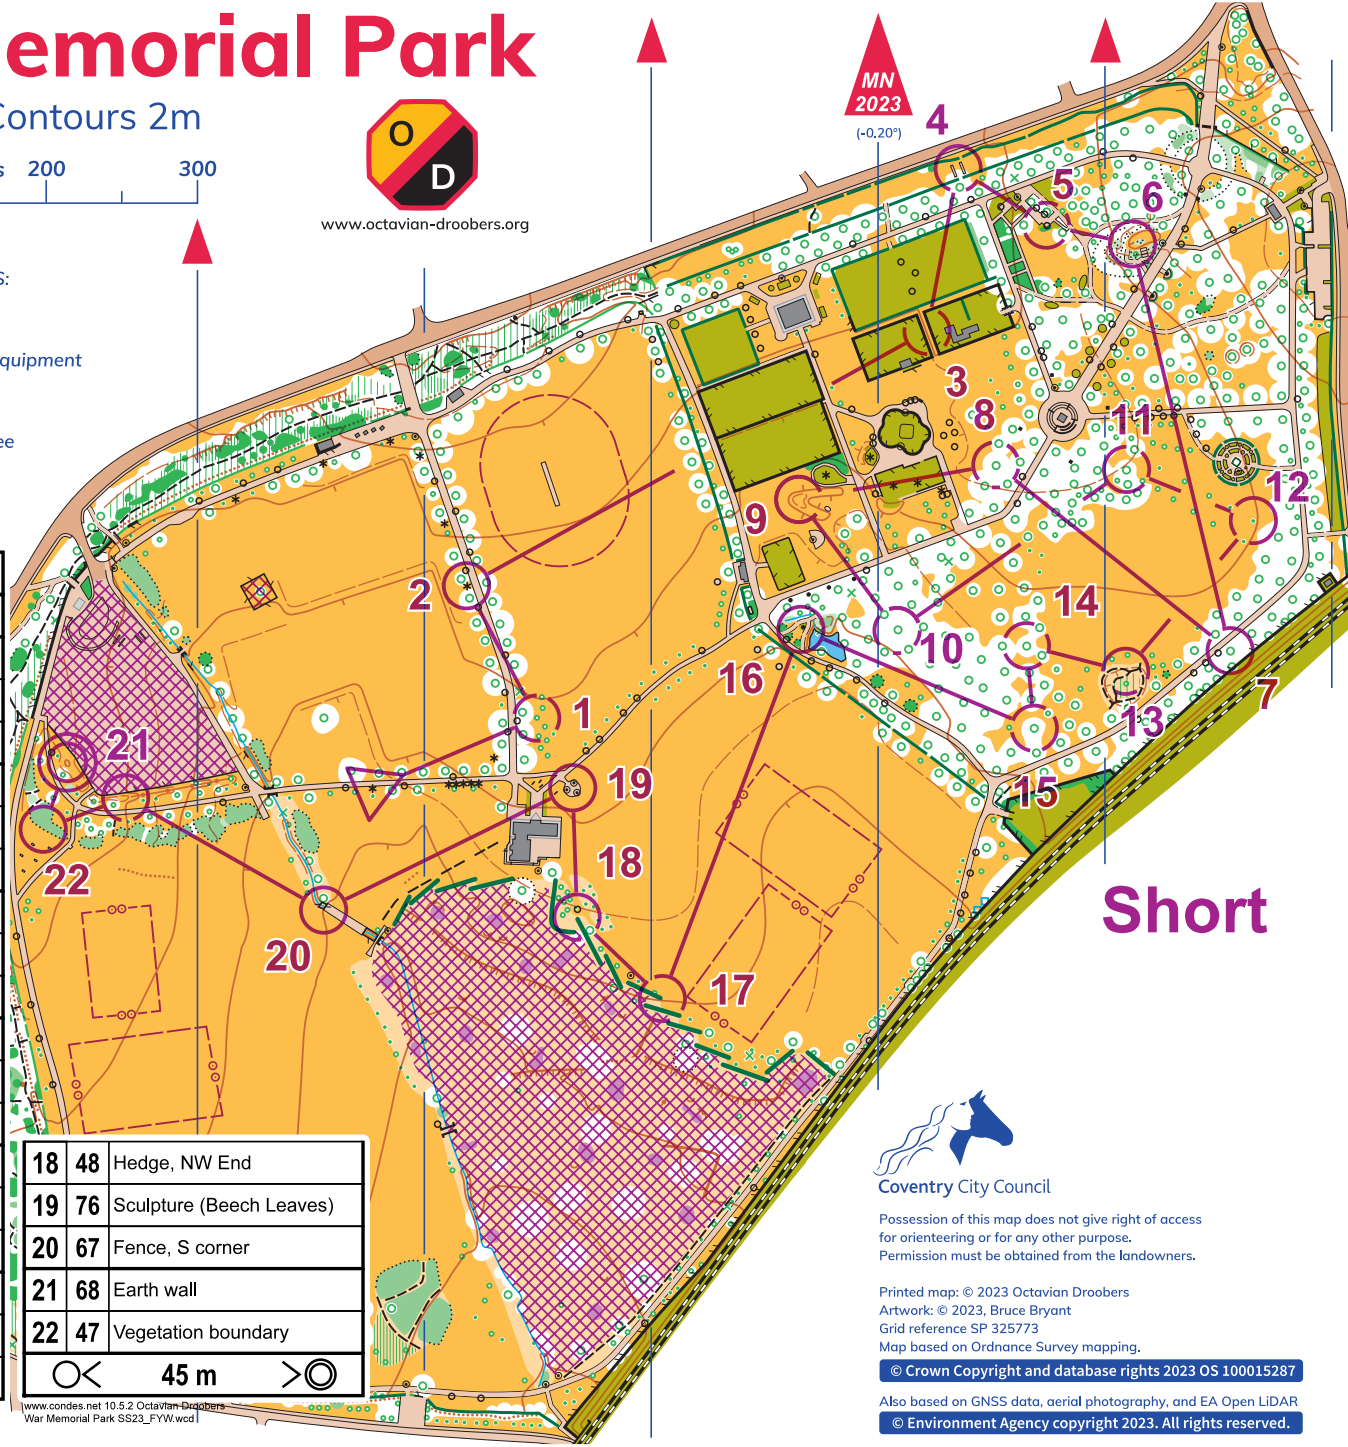 emorial Park
Contours 2m
s 200 300
O
D
www.octavian-droobers.org
MN
2023
(-0.20°)
s:
quipment
ee
4
5
6
3
8
11
12
9
2
14
10
1
16
7
13
21
19
15
18
22
Short
20
17
18 48 Hedge, NW End
19 76 Sculpture (Beech Leaves)
20 67 Fence, S corner
21 68 Earth wall
22 47 Vegetation boundary
45 m
www.condes.net 10.5.2 Octavian Droobers
War Memorial Park SS23_FYW.wcd
Coventry City Council
Possession of this map does not give right of access
for orienteering or for any other purpose.
Permission must be obtained from the landowners.
Printed map: © 2023 Octavian Droobers
Artwork: © 2023, Bruce Bryant
Grid reference SP 325773
Map based on Ordnance Survey mapping.
© Crown Copyright and database rights 2023 OS 100015287
Also based on GNSS data, aerial photography, and EA Open LiDAR
© Environment Agency copyright 2023. All rights reserved.